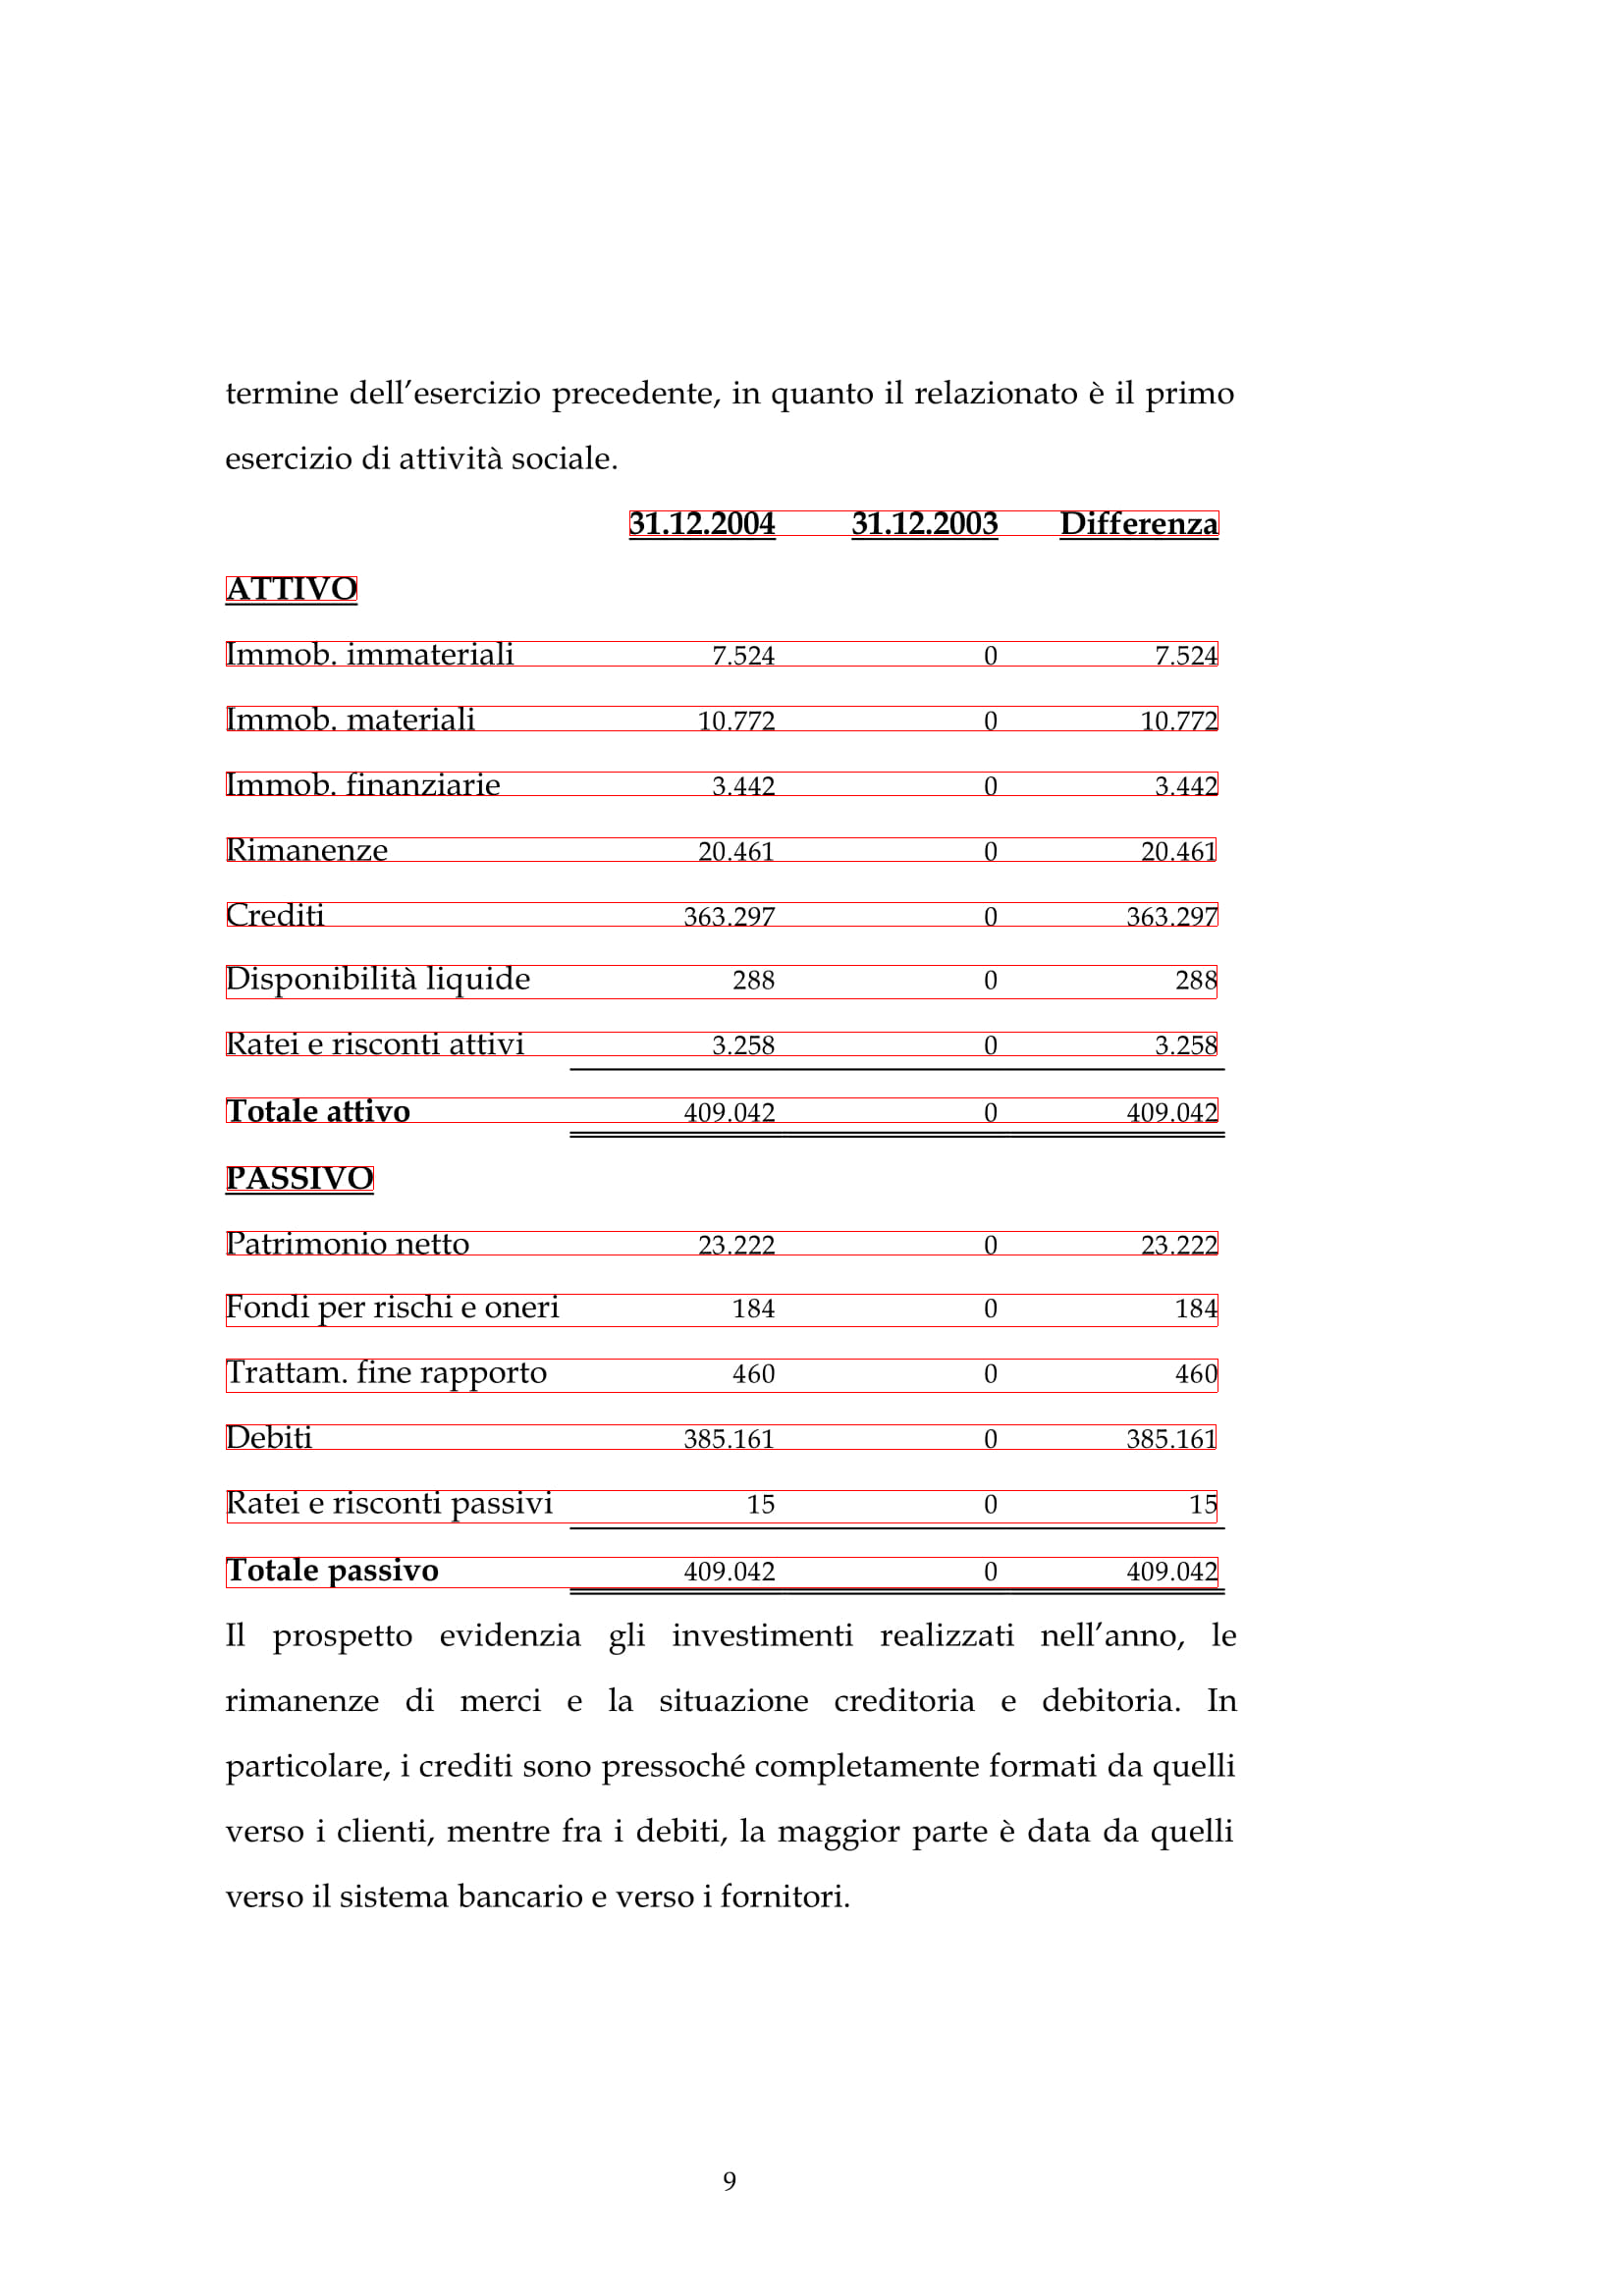 termine dell’esercizio precedente, in quanto il relazionato è il primo
esercizio di attività sociale.
31.12.2004 31.12.2003 Differenza
ATTIVO
Immob. immateriali 7.524 0 7.524
Immob. materiali 10.772 0 10.772
Immob. finanziarie 3.442 0 3.442
Rimanenze 20.461 0 20.461
Crediti 363.297 0 363.297
Disponibilità liquide 288 0 288
Ratei e risconti attivi 3.258 0 3.258
Totale attivo 409.042 0 409.042
PASSIVO
Patrimonio netto 23.222 0 23.222
Fondi per rischi e oneri 184 0 184
Trattam. fine rapporto 460 0 460
Debiti 385.161 0 385.161
Ratei e risconti passivi 15 0 15
Totale passivo 409.042 0 409.042
Il prospetto evidenzia gli investimenti realizzati nell’anno, le
rimanenze di merci e la situazione creditoria e debitoria. In
particolare, i crediti sono pressoché completamente formati da quelli
verso i clienti, mentre fra i debiti, la maggior parte è data da quelli
verso il sistema bancario e verso i fornitori.
9